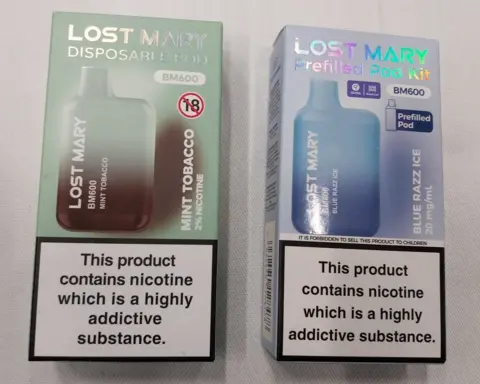 LOST MARY
DISPOSABLE POD
BM600
18
LOST MARY
BM600
MINT TOBACCO
MINT TOBACCO
2% NICOTINE
This product
contains nicotine
which is a highly
addictive
substance.
LOST MARY
Prefilled Pod Kit
BM600
Prefilled
Pod
LOST MARY
BM600
BLUE RAZZ ICE
BLUE RAZZ ICE
20 mg/mL
IT IS FORBIDDEN TO SELL THIS PRODUCT TO CHILDREN
This product
contains nicotine
which is a highly
addictive substance.